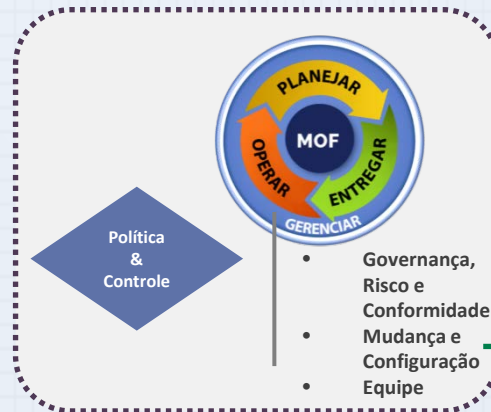 PLANEJAR
MOF
OPERAR
ENTREGAR
GERENCIAR
Política
&
Controle
• Governança,
Risco e
Conformidade
• Mudança e
Configuração
• Equipe